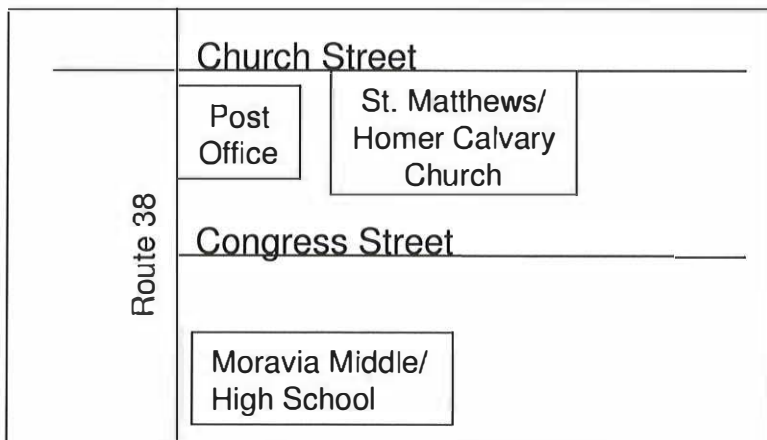 Church Street
Post
Office
St. Matthews/
Homer Calvary
Church
Route 38
Congress Street
Moravia Middle/
High School